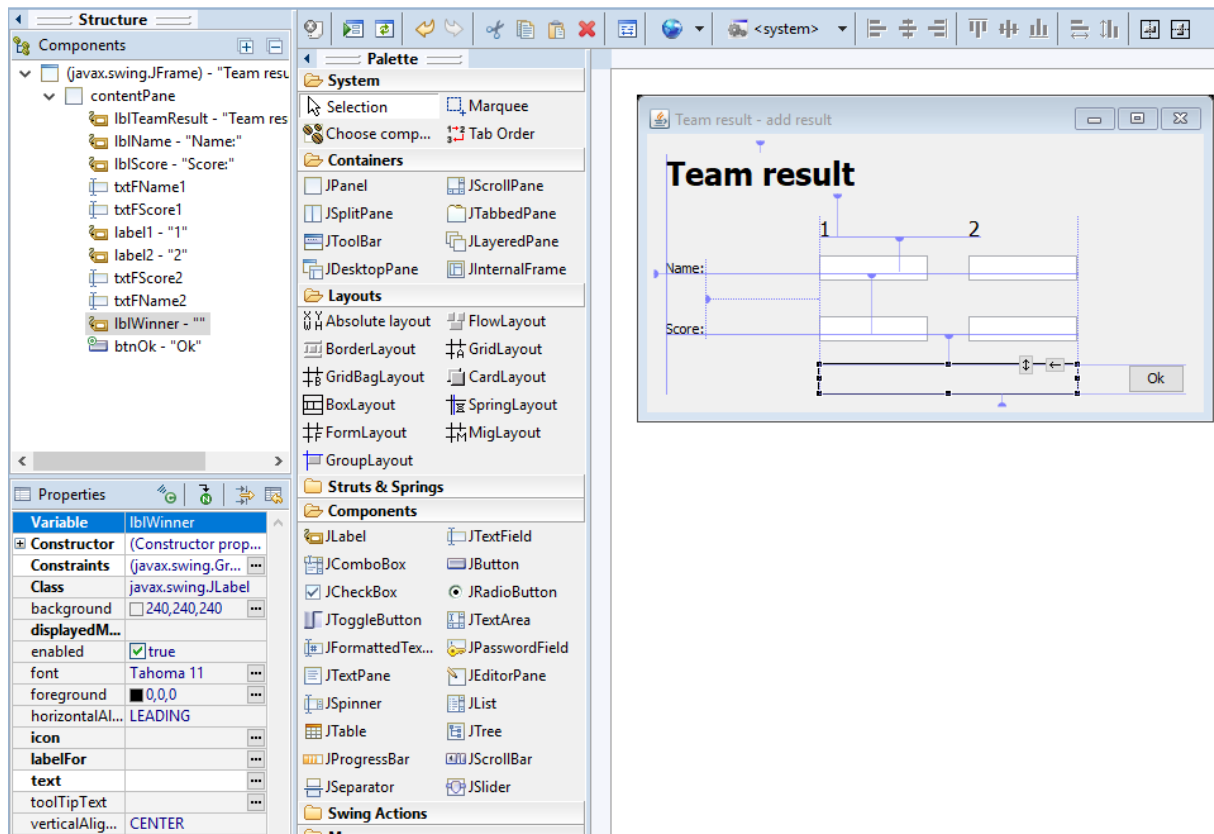 Structure
Components
(javax.swing.JFrame) - "Team resu
contentPane
lblTeamResult - "Team res
lblName - "Name:"
lblScore - "Score:"
txtFName1
txtFScore1
label1 - "1"
label2 - "2"
txtFScore2
txtFName2
lblWinner - ""
btnOk - "Ok"
Properties
Variable lblWinner
Constructor (Constructor prop...
Constraints (javax.swing.Gr...
Class javax.swing.JLabel
background 240,240,240
displayedM...
enabled true
font Tahoma 11
foreground 0,0,0
horizontalAl... LEADING
icon
labelFor
text
toolTipText
verticalAlig... CENTER
<system>
Palette
System
Selection Marquee
Choose comp... Tab Order
Containers
JPanel JScrollPane
JSplitPane JTabbedPane
JToolBar JLayeredPane
JDesktopPane JInternalFrame
Layouts
Absolute layout FlowLayout
BorderLayout GridLayout
GridBagLayout CardLayout
BoxLayout SpringLayout
FormLayout MigLayout
GroupLayout
Struts & Springs
Components
JLabel JTextField
JComboBox JButton
JCheckBox JRadioButton
JToggleButton JTextArea
JFormattedTex... JPasswordField
JTextPane JEditorPane
JSpinner JList
JTable JTree
JProgressBar JScrollBar
JSeparator JSlider
Swing Actions
Team result - add result
Team result
1 2
Name:
Score:
Ok